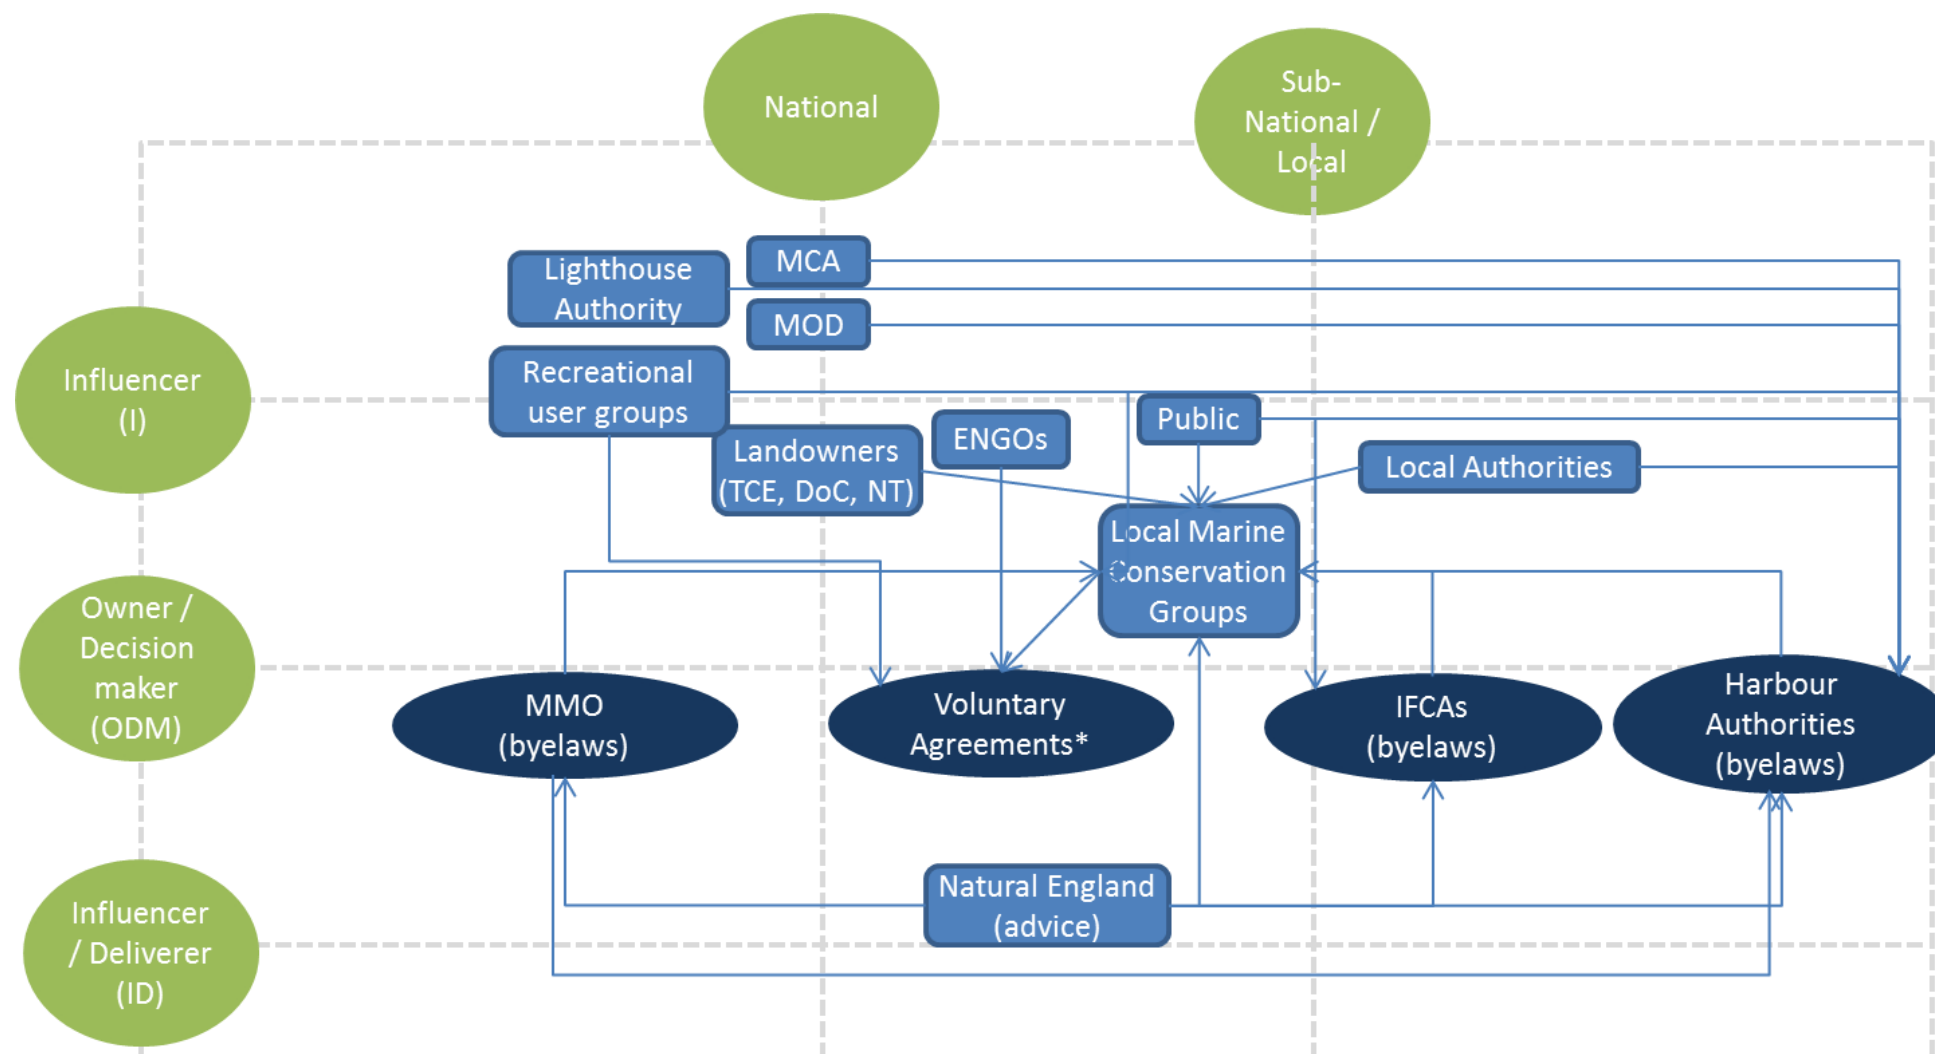 National
Sub-
National /
Local
MCA
Lighthouse
Authority
MOD
Influencer
(I)
Recreational
user groups
Public
ENGOs
Landowners
(TCE, DoC, NT)
Local Authorities
Local Marine
Conservation
Groups
Owner /
Decision
maker
(ODM)
MMO
(byelaws)
Voluntary
Agreements*
IFCAs
(byelaws)
Harbour
Authorities
(byelaws)
Natural England
(advice)
Influencer
/ Deliverer
(ID)